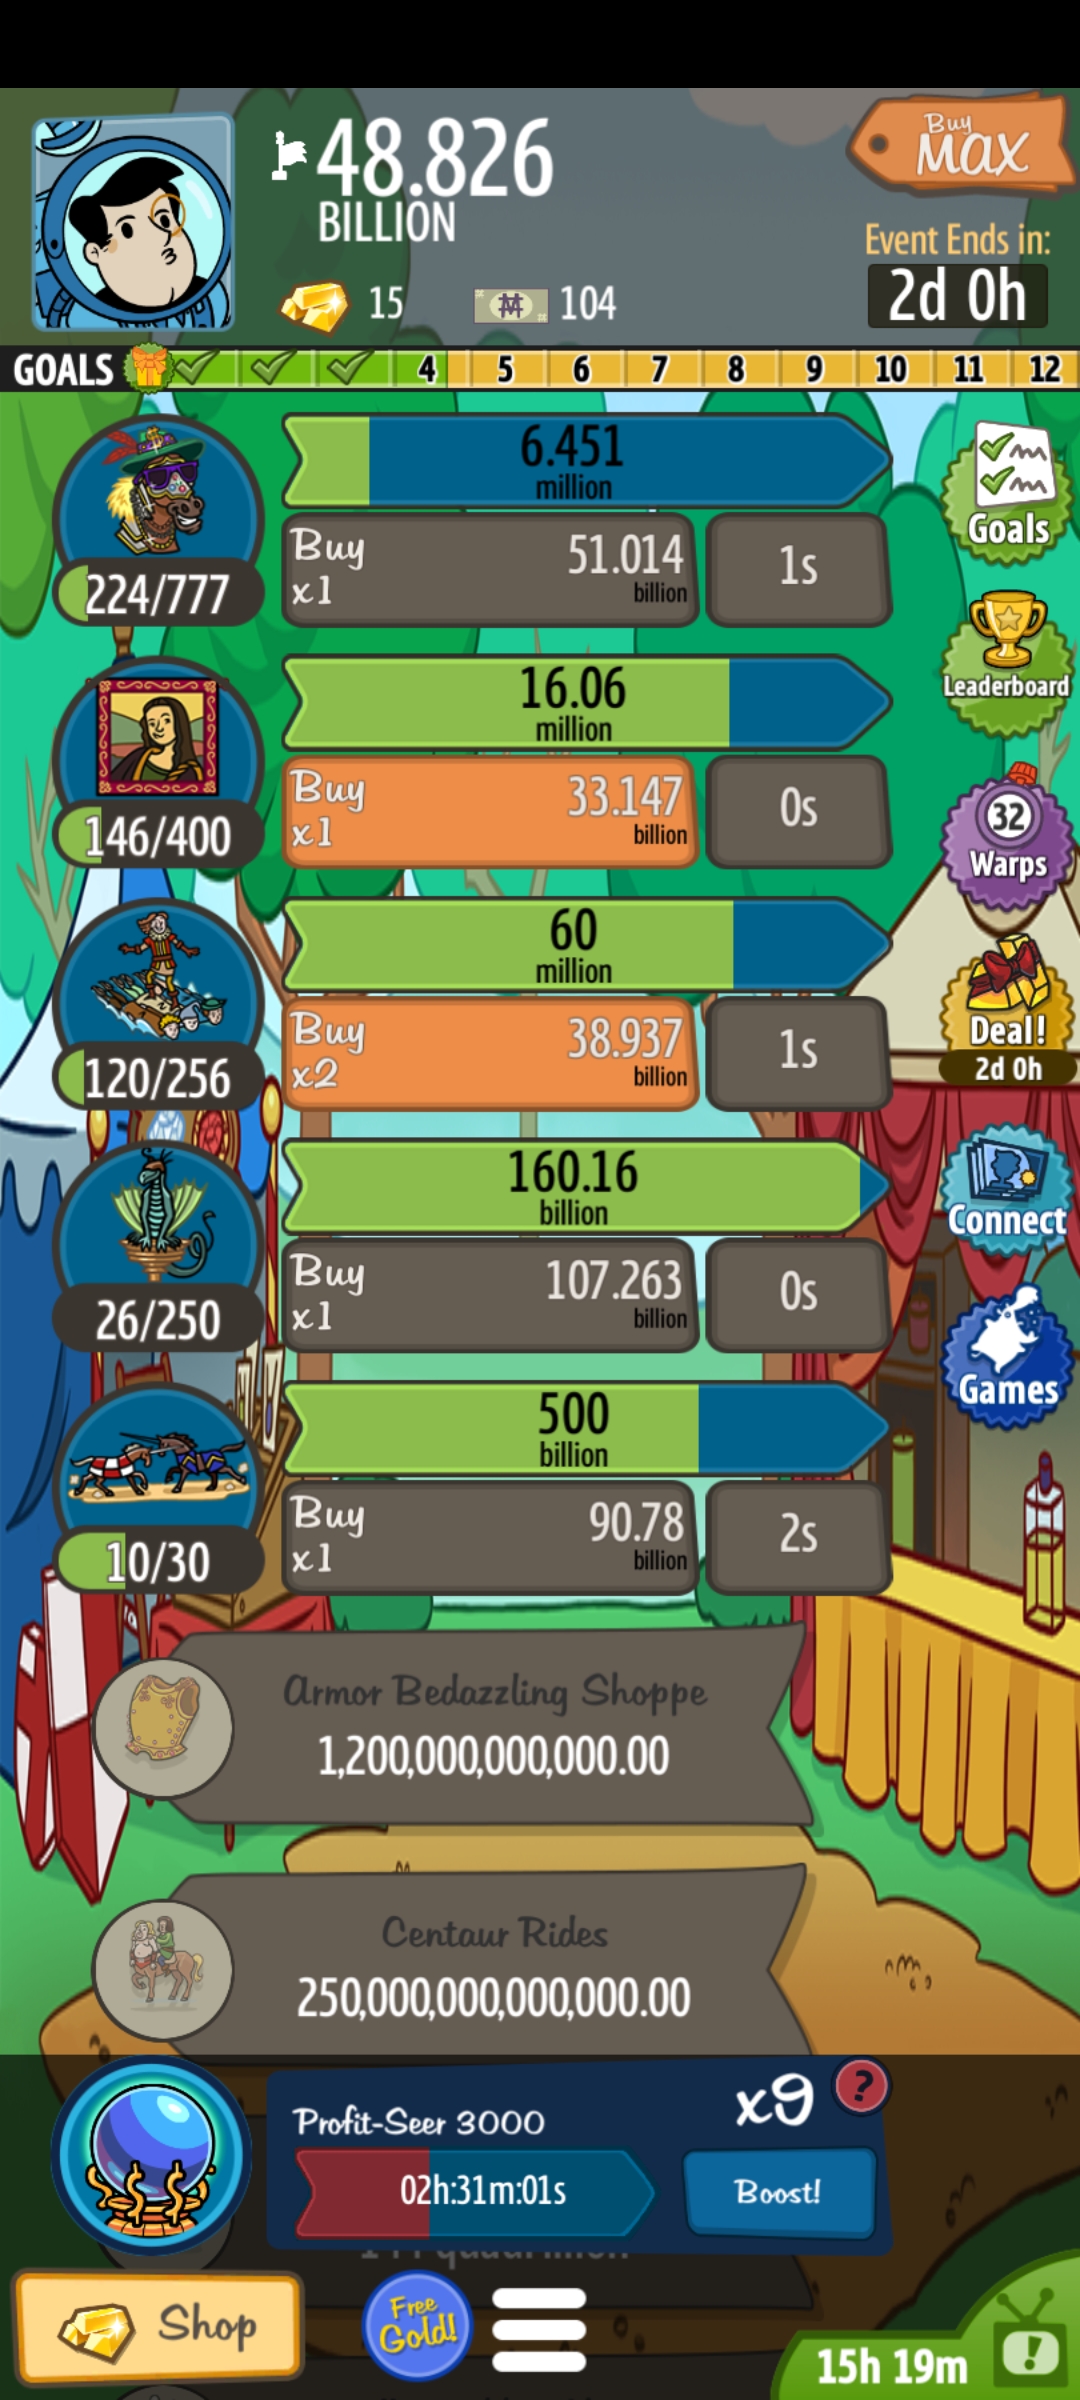 48.826
BILLION
Buy
MAX
Event Ends in:
2d 0h
15
104
GOALS
4 5 6 7 8 9 10 11 12
6.451
million
Buy
x1
51.014
billion
1s
224/777
Goals
16.06
million
Buy
x1
33.147
billion
0s
146/400
Leaderboard
60
million
Buy
x2
38.937
billion
1s
120/256
32
Warps
Deal!
2d 0h
160.16
billion
Buy
x1
107.263
billion
0s
26/250
Connect
500
billion
Buy
x1
90.78
billion
2s
10/30
Games
Armor Bedazzling Shoppe
1,200,000,000,000.00
Centaur Rides
250,000,000,000,000.00
Profit-Seer 3000
x9
?
02h:31m:01s
Boost!
Shop
Free
Gold!
15h 19m
!